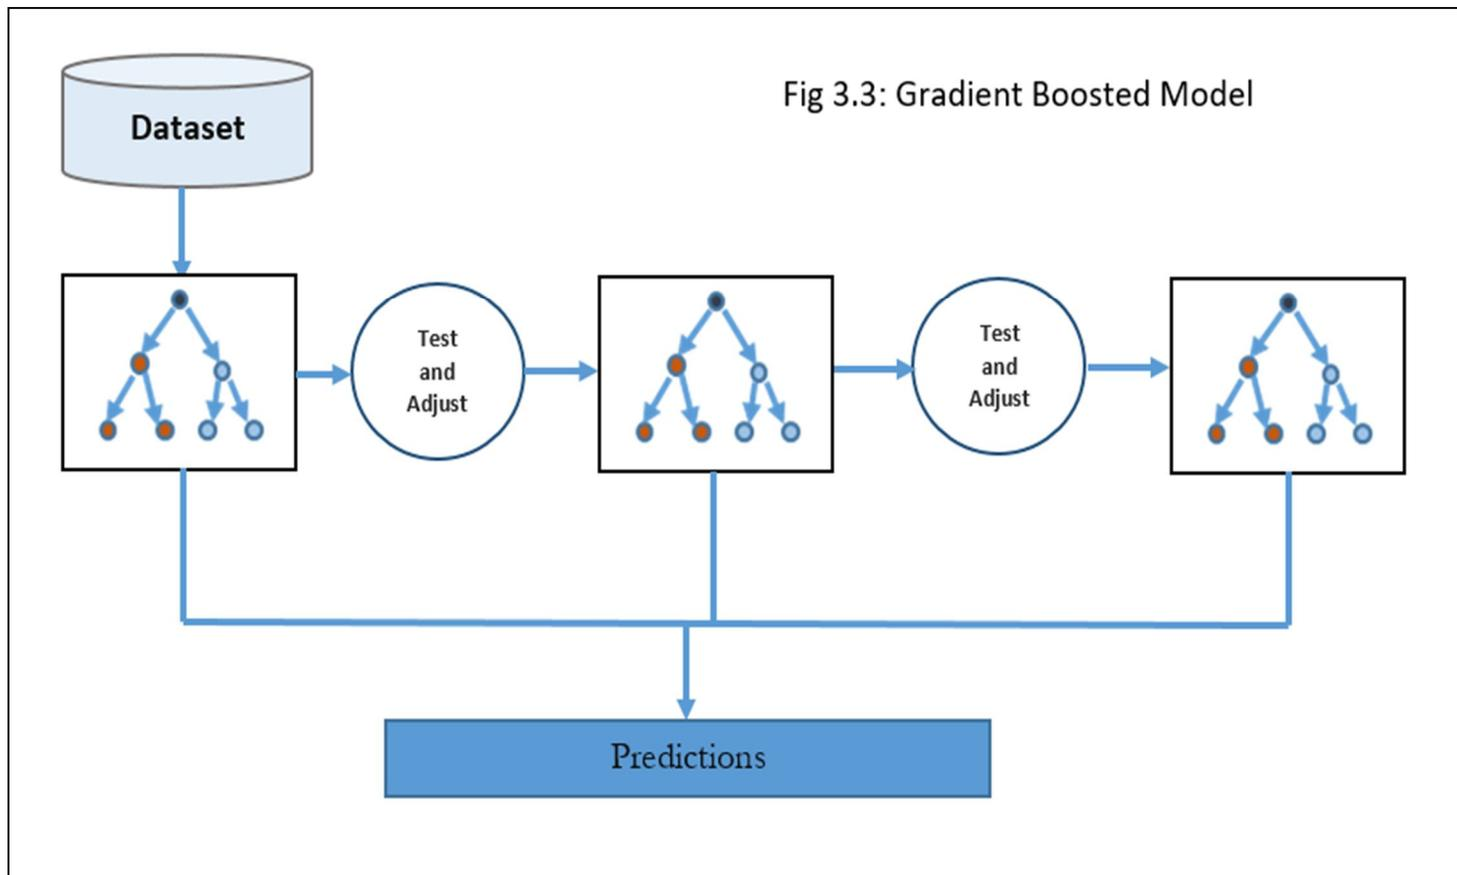 Fig 3.3: Gradient Boosted Model
Dataset
Test
and
Adjust
Test
and
Adjust
Predictions